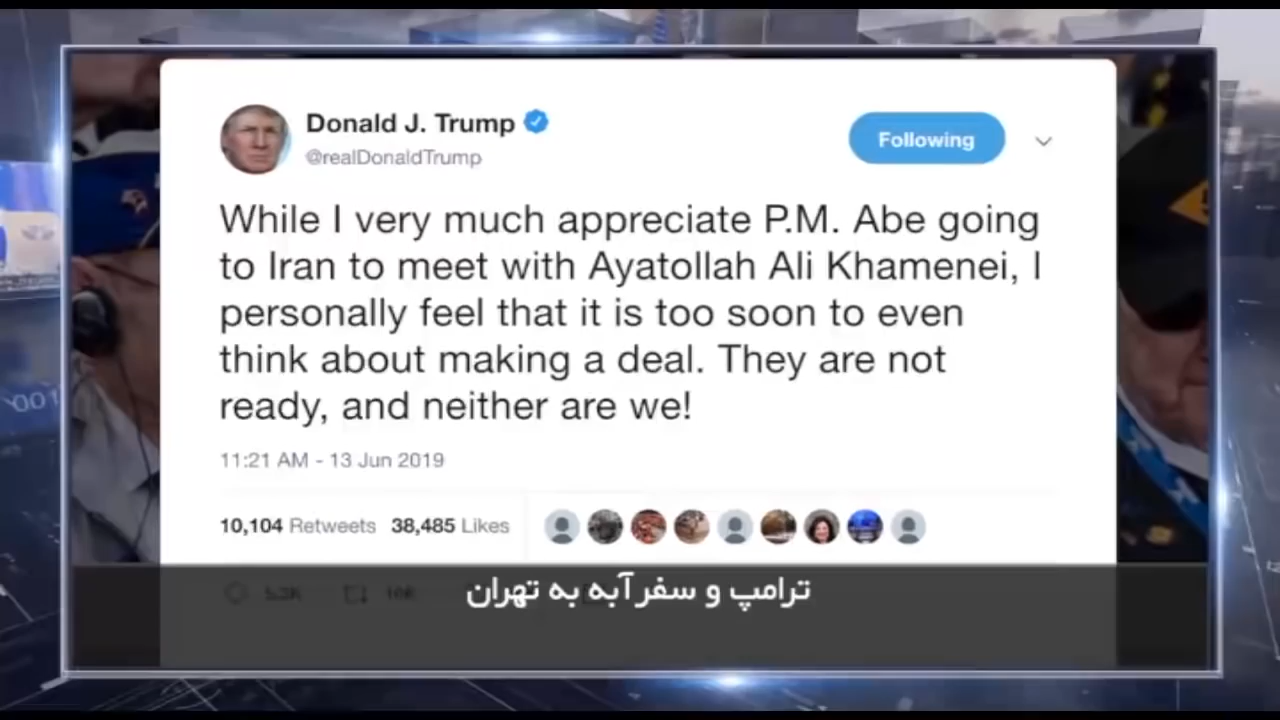 Donald J. Trump
@realDonaldTrump
Following
While I very much appreciate P.M. Abe going
to Iran to meet with Ayatollah Ali Khamenei, I
personally feel that it is too soon to even
think about making a deal. They are not
ready, and neither are we!
11:21 AM - 13 Jun 2019
10,104 Retweets 38,485 Likes
ترامپ و سفر آبه به تهران